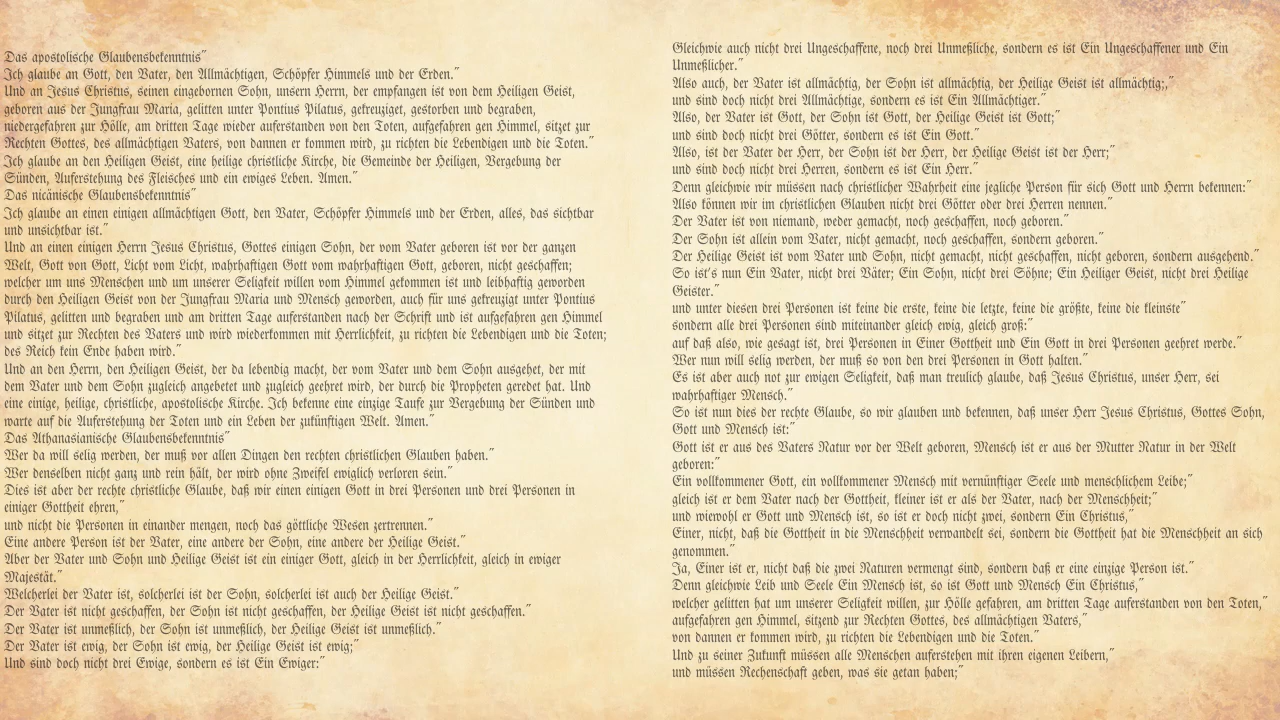 Das apostolische Glaubensbekenntnis"
Ich glaube an Gott, den Vater, den Allmächtigen, Schöpfer Himmels und der Erden."
Und an Jesus Christus, seinen eingebornen Sohn, unsern Herrn, der empfangen ist von dem Heiligen Geist,
geboren aus der Jungfrau Maria, gelitten unter Pontius Pilatus, gekreuziget, gestorben und begraben,
niedergefahren zur Hölle, am dritten Tage wieder auferstanden von den Toten, aufgefahren gen Himmel, sitzet zur
Rechten Gottes, des allmächtigen Vaters, von dannen er kommen wird, zu richten die Lebendigen und die Toten."
Ich glaube an den Heiligen Geist, eine heilige christliche Kirche, die Gemeinde der Heiligen, Vergebung der
Sünden, Auferstehung des Fleisches und ein ewiges Leben. Amen."
Das nicänische Glaubensbekenntnis"
Ich glaube an einen einigen allmächtigen Gott, den Vater, Schöpfer Himmels und der Erden, alles, das sichtbar
und unsichtbar ist."
Und an einen einigen Herrn Jesus Christus, Gottes einigen Sohn, der vom Vater geboren ist vor der ganzen
Welt, Gott von Gott, Licht vom Licht, wahrhaftigen Gott vom wahrhaftigen Gott, geboren, nicht geschaffen;
welcher um uns Menschen und um unserer Seligkeit willen vom Himmel gekommen ist und leibhaftig geworden
durch den Heiligen Geist von der Jungfrau Maria und Mensch geworden, auch für uns gekreuzigt unter Pontius
Pilatus, gelitten und begraben und am dritten Tage auferstanden nach der Schrift und ist aufgefahren gen Himmel
und sitzet zur Rechten des Vaters und wird wiederkommen mit Herrlichkeit, zu richten die Lebendigen und die Toten;
des Reich kein Ende haben wird."
Und an den Herrn, den Heiligen Geist, der da lebendig macht, der vom Vater und dem Sohn ausgehet, der mit
dem Vater und dem Sohn zugleich angebetet und zugleich geehret wird, der durch die Propheten geredet hat. Und
eine einige, heilige, christliche, apostolische Kirche. Ich bekenne eine einzige Taufe zur Vergebung der Sünden und
warte auf die Auferstehung der Toten und ein Leben der zukünftigen Welt. Amen."
Das Athanasianische Glaubensbekenntnis"
Wer da will selig werden, der muß vor allen Dingen den rechten christlichen Glauben haben."
Wer denselben nicht ganz und rein hält, der wird ohne Zweifel ewiglich verloren sein."
Dies ist aber der rechte christliche Glaube, daß wir einen einigen Gott in drei Personen und drei Personen in
einiger Gottheit ehren,"
und nicht die Personen in einander mengen, noch das göttliche Wesen zertrennen."
Eine andere Person ist der Vater, eine andere der Sohn, eine andere der Heilige Geist."
Aber der Vater und Sohn und Heilige Geist ist ein einiger Gott, gleich in der Herrlichkeit, gleich in ewiger
Majestät."
Welcherlei der Vater ist, solcherlei ist der Sohn, solcherlei ist auch der Heilige Geist."
Der Vater ist nicht geschaffen, der Sohn ist nicht geschaffen, der Heilige Geist ist nicht geschaffen."
Der Vater ist unmeßlich, der Sohn ist unmeßlich, der Heilige Geist ist unmeßlich."
Der Vater ist ewig, der Sohn ist ewig, der Heilige Geist ist ewig;"
Und sind doch nicht drei Ewige, sondern es ist Ein Ewiger:"
Gleichwie auch nicht drei Ungeschaffene, noch drei Unmeßliche, sondern es ist Ein Ungeschaffener und Ein
Unmeßlicher."
Also auch, der Vater ist allmächtig, der Sohn ist allmächtig, der Heilige Geist ist allmächtig;,"
und sind doch nicht drei Allmächtige, sondern es ist Ein Allmächtiger."
Also, der Vater ist Gott, der Sohn ist Gott, der Heilige Geist ist Gott;"
und sind doch nicht drei Götter, sondern es ist Ein Gott."
Also, ist der Vater der Herr, der Sohn ist der Herr, der Heilige Geist ist der Herr;"
und sind doch nicht drei Herren, sondern es ist Ein Herr."
Denn gleichwie wir müssen nach christlicher Wahrheit eine jegliche Person für sich Gott und Herrn bekennen:"
Also können wir im christlichen Glauben nicht drei Götter oder drei Herren nennen."
Der Vater ist von niemand, weder gemacht, noch geschaffen, noch geboren."
Der Sohn ist allein vom Vater, nicht gemacht, noch geschaffen, sondern geboren."
Der Heilige Geist ist vom Vater und Sohn, nicht gemacht, nicht geschaffen, nicht geboren, sondern ausgehend."
So ist's nun Ein Vater, nicht drei Väter; Ein Sohn, nicht drei Söhne; Ein Heiliger Geist, nicht drei Heilige
Geister."
und unter diesen drei Personen ist keine die erste, keine die letzte, keine die größte, keine die kleinste"
sondern alle drei Personen sind miteinander gleich ewig, gleich groß:"
auf daß also, wie gesagt ist, drei Personen in Einer Gottheit und Ein Gott in drei Personen geehret werde."
Wer nun will selig werden, der muß so von den drei Personen in Gott halten."
Es ist aber auch not zur ewigen Seligkeit, daß man treulich glaube, daß Jesus Christus, unser Herr, sei
wahrhaftiger Mensch."
So ist nun dies der rechte Glaube, so wir glauben und bekennen, daß unser Herr Jesus Christus, Gottes Sohn,
Gott und Mensch ist:"
Gott ist er aus des Vaters Natur vor der Welt geboren, Mensch ist er aus der Mutter Natur in der Welt
geboren:"
Ein vollkommener Gott, ein vollkommener Mensch mit vernünftiger Seele und menschlichem Leibe;"
gleich ist er dem Vater nach der Gottheit, kleiner ist er als der Vater, nach der Menschheit;"
und wiewohl er Gott und Mensch ist, so ist er doch nicht zwei, sondern Ein Christus,"
Einer, nicht, daß die Gottheit in die Menschheit verwandelt sei, sondern die Gottheit hat die Menschheit an sich
genommen."
Ja, Einer ist er, nicht daß die zwei Naturen vermengt sind, sondern daß er eine einzige Person ist."
Denn gleichwie Leib und Seele Ein Mensch ist, so ist Gott und Mensch Ein Christus,"
welcher gelitten hat um unserer Seligkeit willen, zur Hölle gefahren, am dritten Tage auferstanden von den Toten,"
aufgefahren gen Himmel, sitzend zur Rechten Gottes, des allmächtigen Vaters,"
von dannen er kommen wird, zu richten die Lebendigen und die Toten."
Und zu seiner Zukunft müssen alle Menschen auferstehen mit ihren eigenen Leibern,"
und müssen Rechenschaft geben, was sie getan haben;"